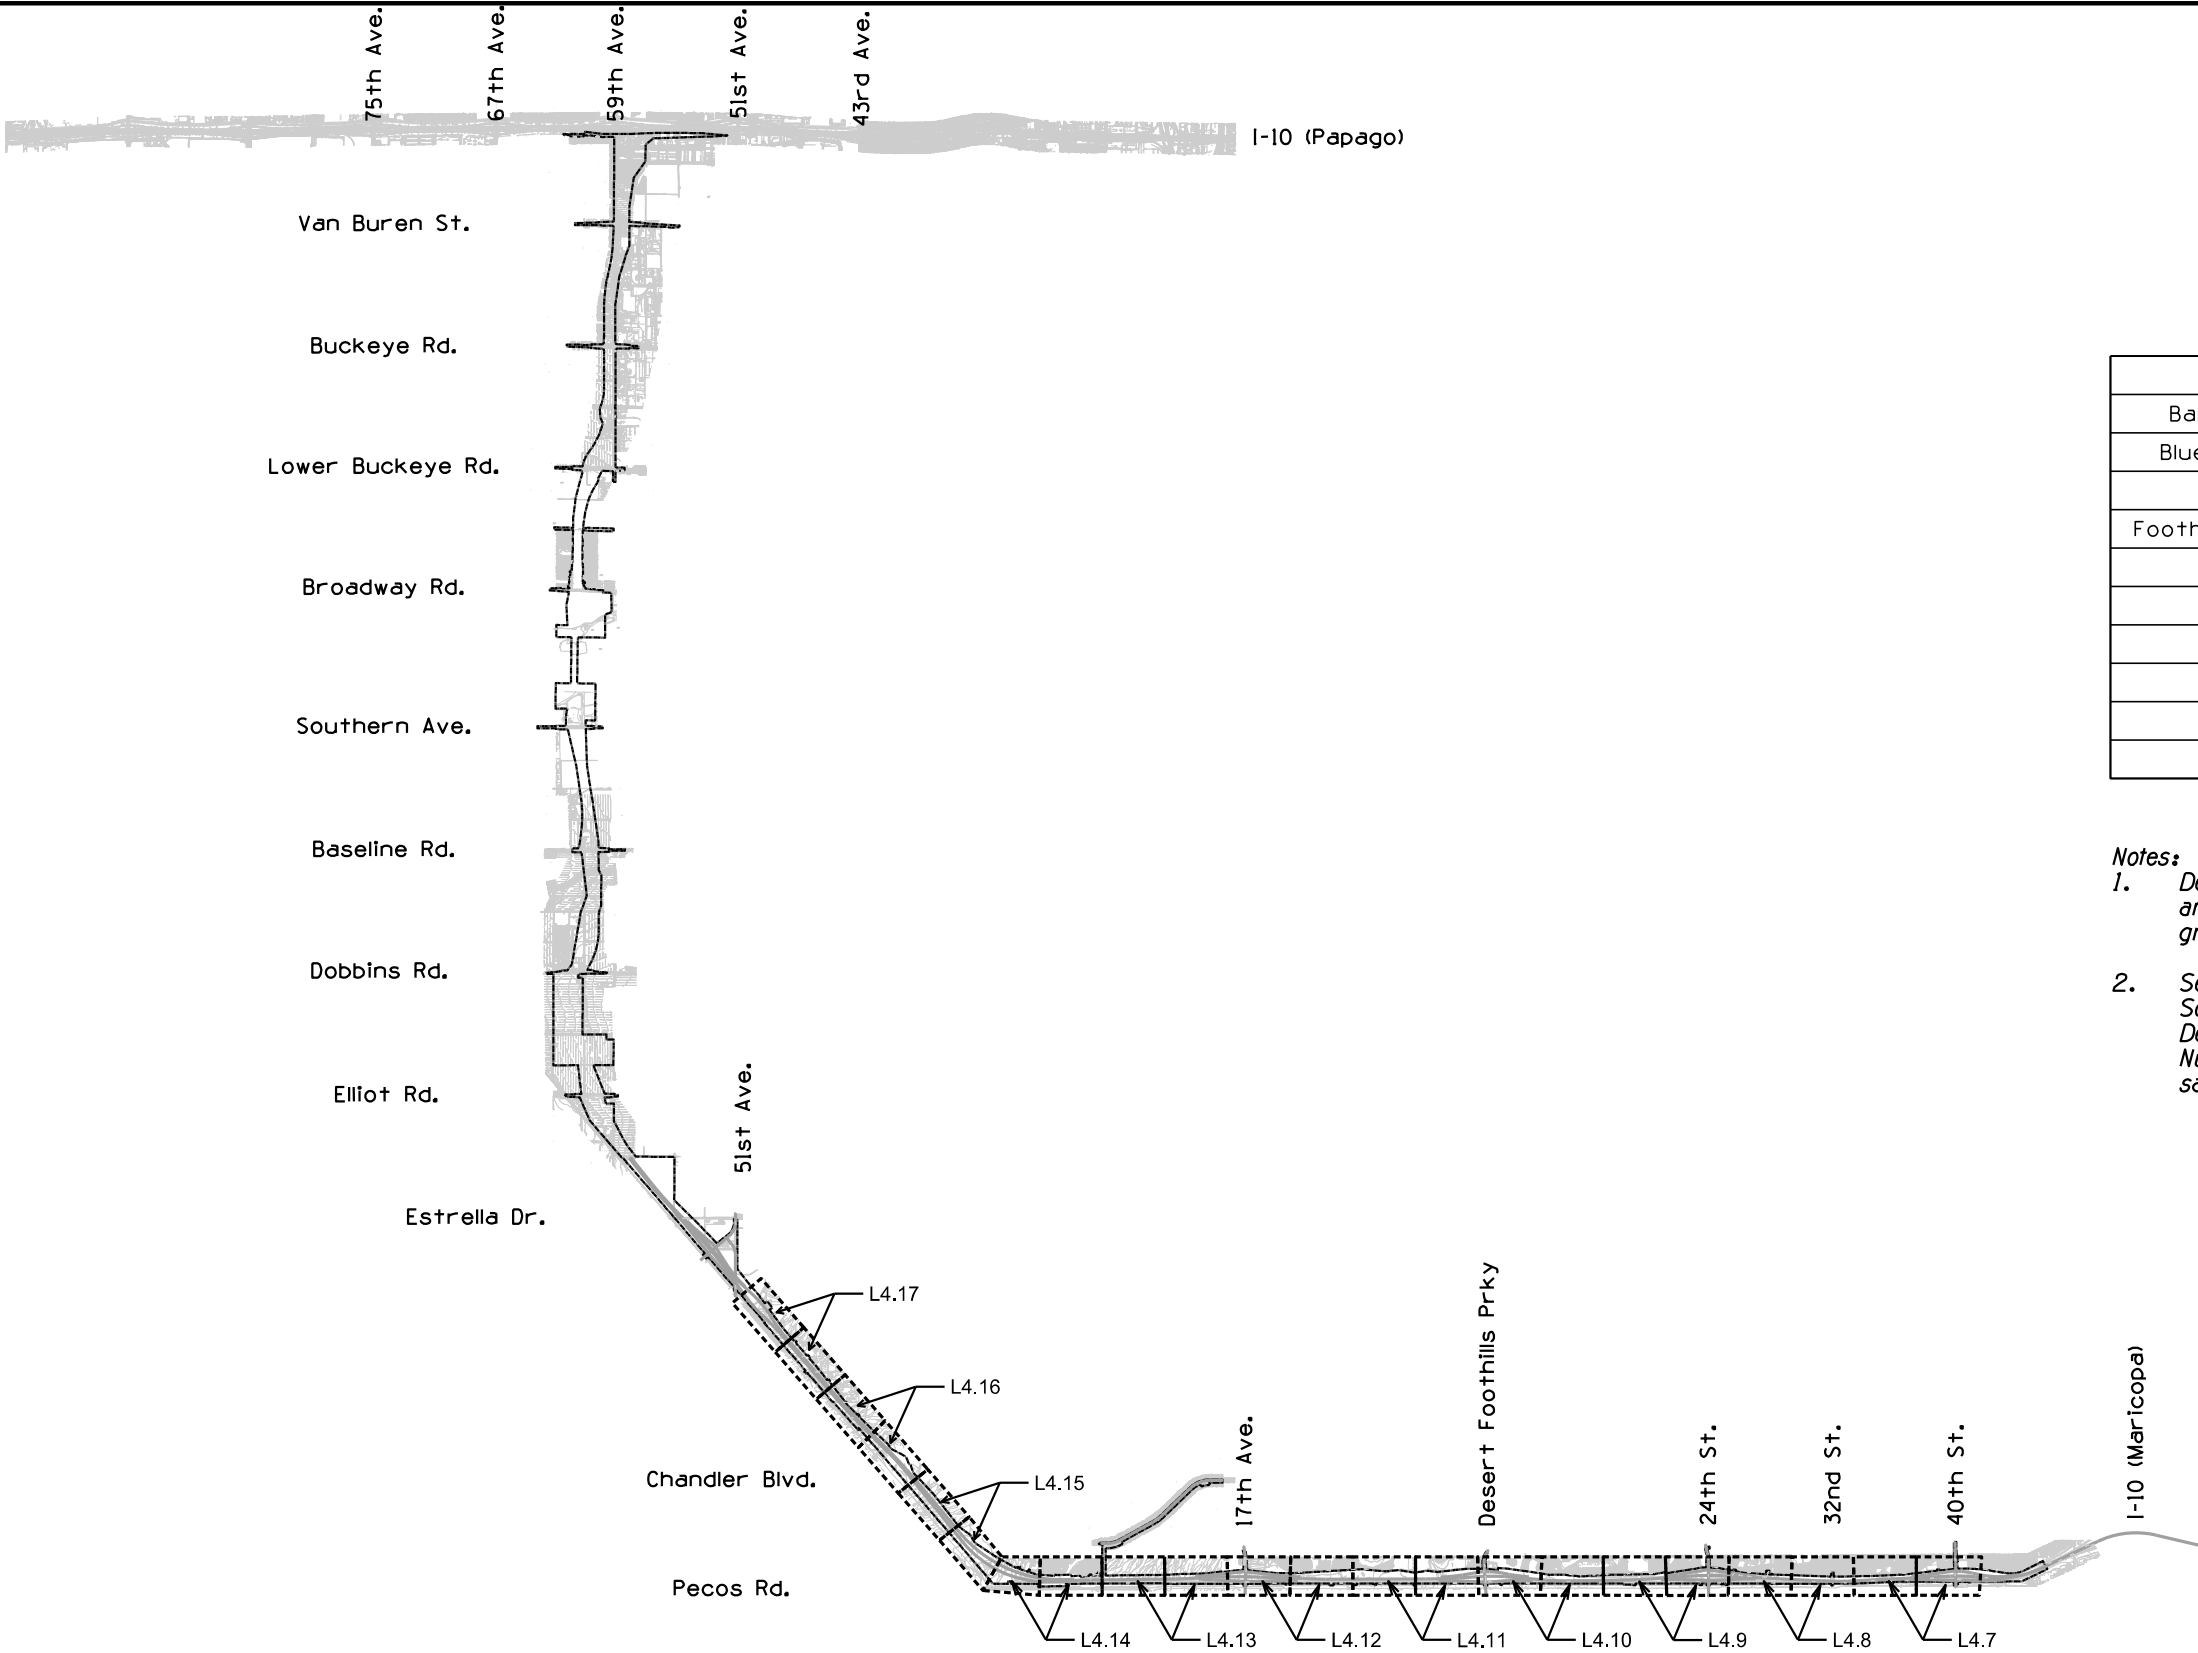 75th Ave.
67th Ave.
59th Ave.
51st Ave.
43rd Ave.
I-10 (Papago)
Van Buren St.
Buckeye Rd.
Lower Buckeye Rd.
Broadway Rd.
Southern Ave.
Baseline Rd.
Dobbins Rd.
Elliot Rd.
51st Ave.
Estrella Dr.
L4.17
L4.16
Chandler Blvd.
L4.15
17th Ave.
Desert Foothills Prky
24th St.
32nd St.
40th St.
I-10 (Maricopa)
Pecos Rd.
L4.14
L4.13
L4.12
L4.11
L4.10
L4.9
L4.8
L4.7
Notes:
1.
2.